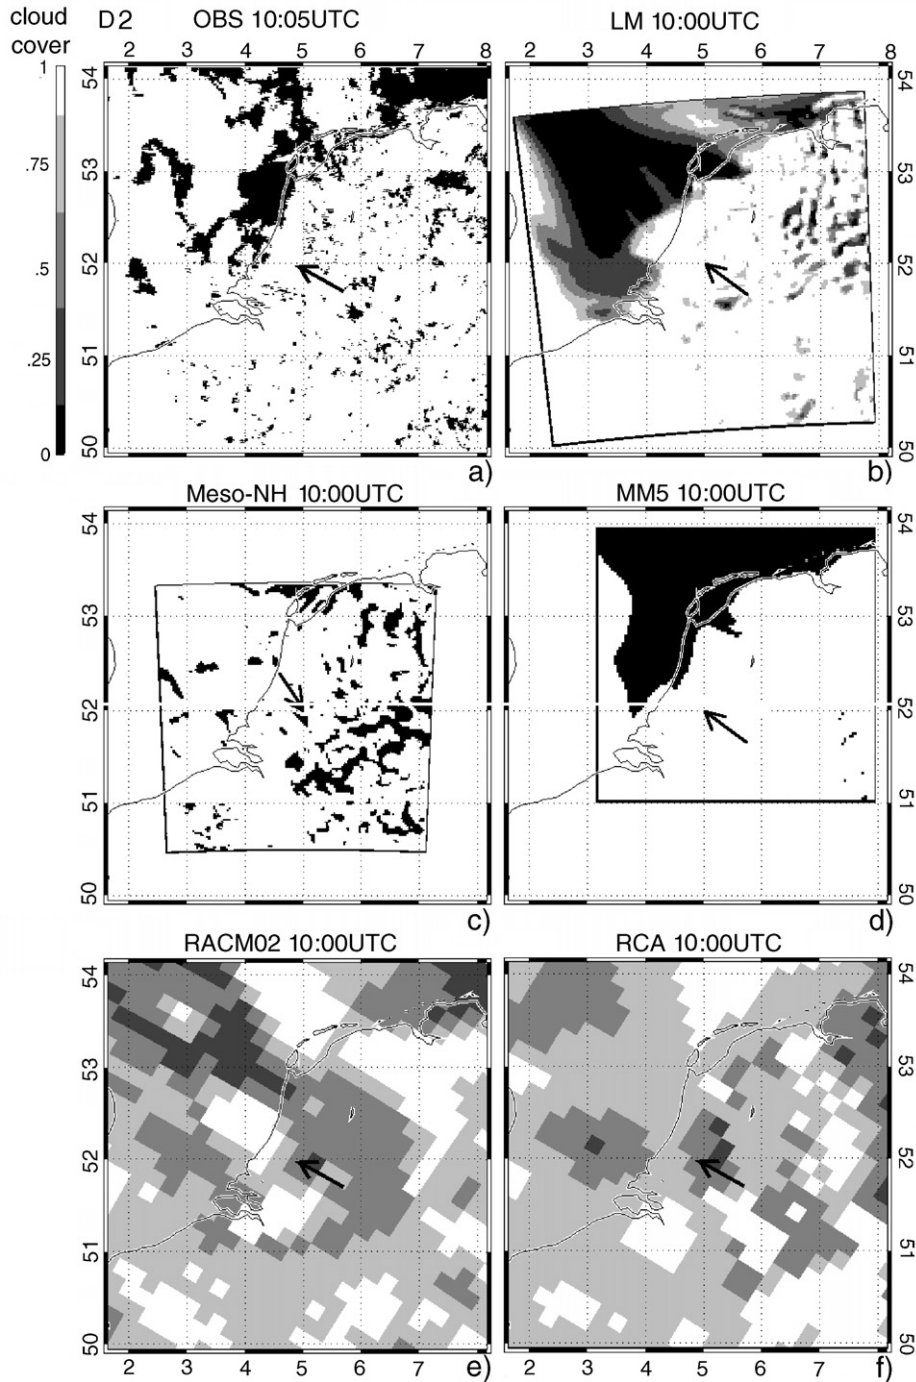 cloud
cover
D2
OBS 10:05UTC
LM 10:00UTC
2 3 4 5 6 7 8
2 3 4 5 6 7 8
1
.75
.5
.25
0
54
53
52
51
50
54
53
52
51
50
a)
b)
Meso-NH 10:00UTC
MM5 10:00UTC
54
53
52
51
50
54
53
52
51
50
c)
d)
RACM02 10:00UTC
RCA 10:00UTC
54
53
52
51
50
54
53
52
51
50
e)
f)
2 3 4 5 6 7
2 3 4 5 6 7